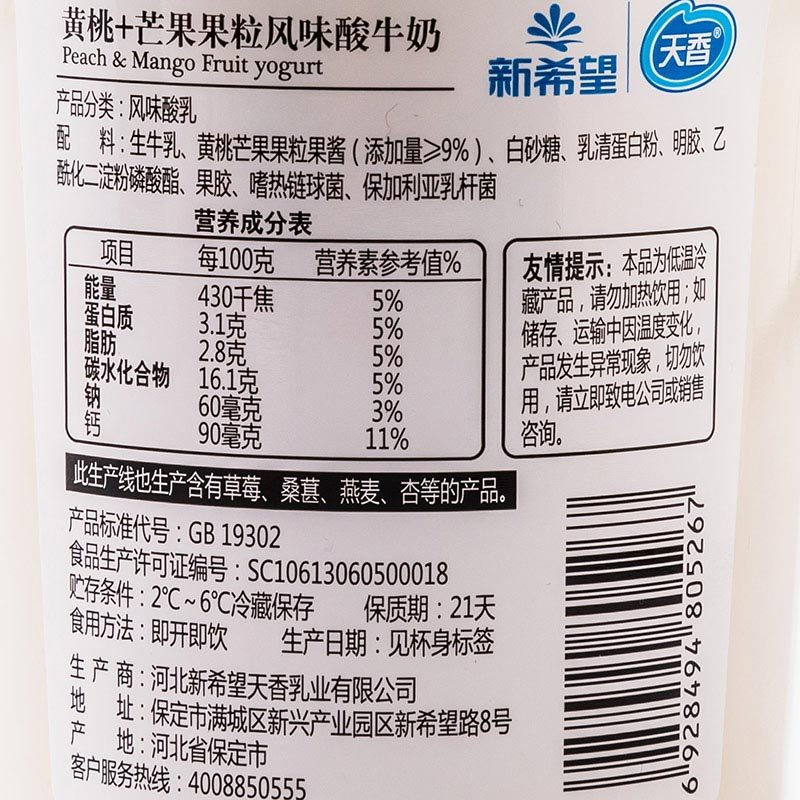 黄桃+芒果果粒风味酸牛奶
Peach & Mango Fruit yogurt
新希望
天香®
产品分类：风味酸乳
配 料：生牛乳、黄桃芒果果粒果酱（添加量≥9%）、白砂糖、乳清蛋白粉、明胶、乙
酰化二淀粉磷酸酯、果胶、嗜热链球菌、保加利亚乳杆菌
营养成分表
项目 每100克 营养素参考值%
能量 430千焦 5%
蛋白质 3.1克 5%
脂肪 2.8克 5%
碳水化合物 16.1克 5%
钠 60毫克 3%
钙 90毫克 11%
友情提示：本品为低温冷
藏产品，请勿加热饮用；如
储存、运输中因温度变化，
产品发生异常现象，切勿饮
用，请立即致电公司或销售
咨询。
此生产线也生产含有草莓、桑葚、燕麦、杏等的产品。
产品标准代号：GB 19302
食品生产许可证编号：SC10613060500018
贮存条件：2℃~6℃冷藏保存 保质期：21天
食用方法：即开即饮 生产日期：见杯身标签
生产商：河北新希望天香乳业有限公司
地 址：保定市满城区新兴产业园区新希望路8号
产 地：河北省保定市
客户服务热线：4008850555
6 928494 805267